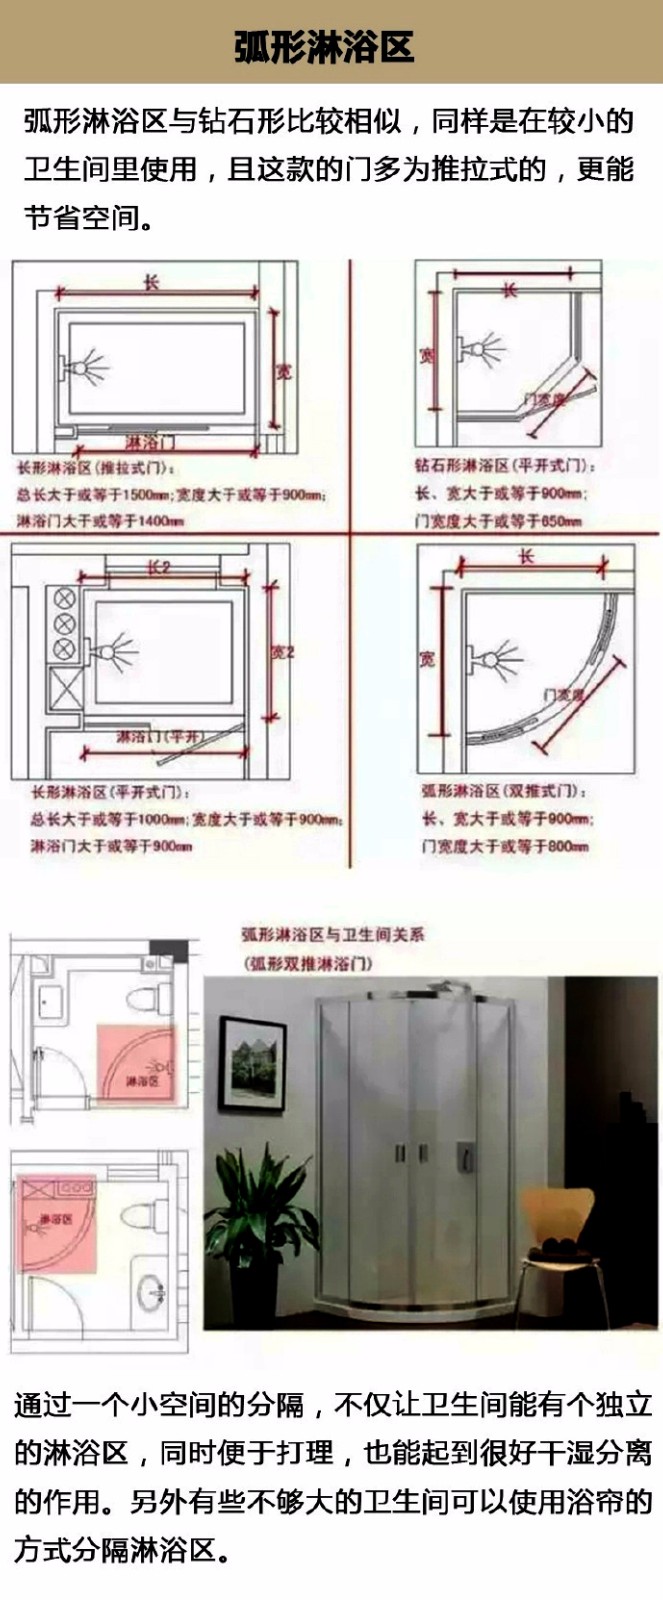 弧形淋浴区
弧形淋浴区与钻石形比较相似，同样是在较小的
卫生间里使用，且这款的门多为推拉式的，更能
节省空间。
长
宽
淋浴门
长形淋浴区(推拉式门)：
总长大于或等于1500mm;宽度大于或等于900mm;
淋浴门大于或等于1400mm
长
宽
门宽度
钻石形淋浴区(平开式门)：
长、宽大于或等于900mm;
门宽度大于或等于650mm
长2
宽2
淋浴门(平开)
长形淋浴区(平开式门)：
总长大于或等于1000mm;宽度大于或等于900mm;
淋浴门大于或等于900mm
长
宽
门宽度
弧形淋浴区(双推式门)：
长、宽大于或等于900mm;
门宽度大于或等于800mm
弧形淋浴区与卫生间关系
(弧形双推淋浴门)
淋浴区
淋浴区
通过一个小空间的分隔，不仅让卫生间能有个独立
的淋浴区，同时便于打理，也能起到很好干湿分离
的作用。另外有些不够大的卫生间可以使用浴帘的
方式分隔淋浴区。